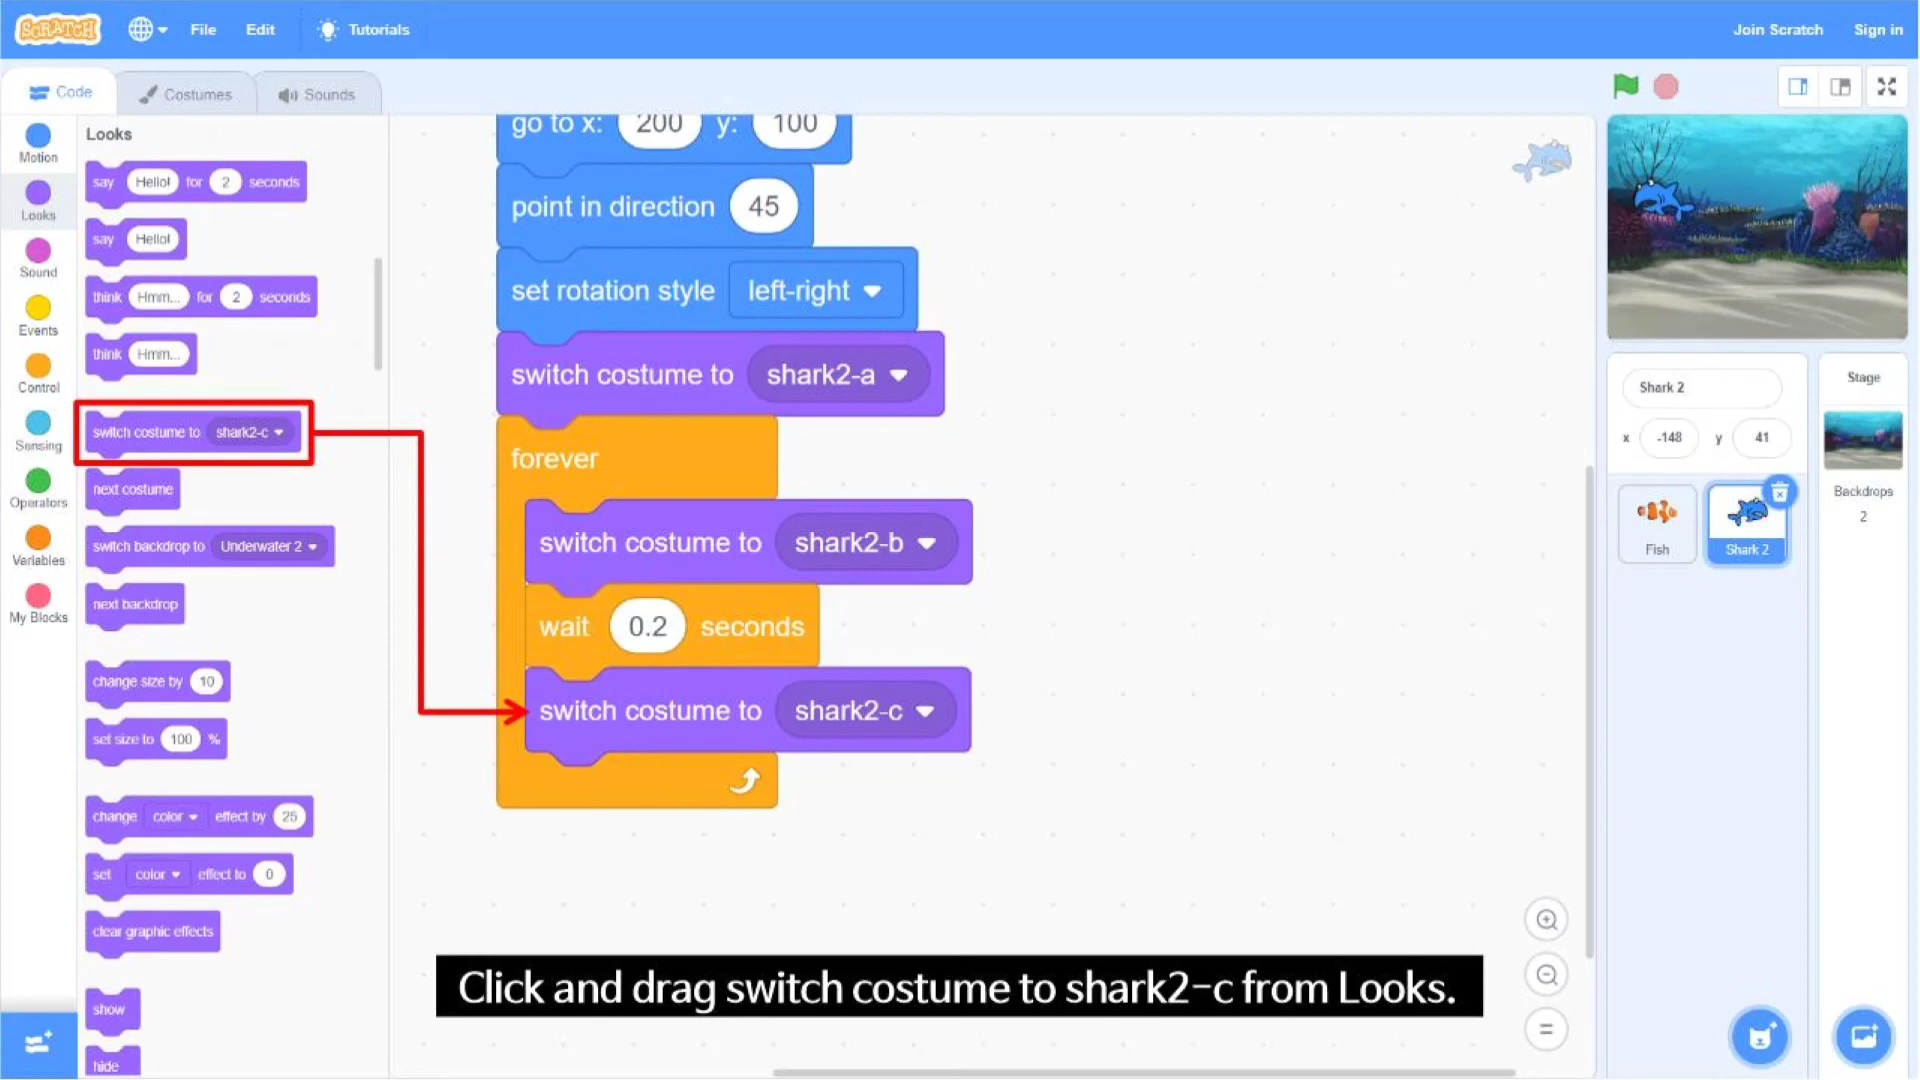 SCRATCH File Edit Tutorials Join Scratch Sign in
Code Costumes Sounds
Motion
Looks
Sound
Events
Control
Sensing
Operators
Variables
My Blocks
Looks
say Hello! for 2 seconds
say Hello!
think Hmm... for 2 seconds
think Hmm...
switch costume to shark2-c
next costume
switch backdrop to Underwater 2
next backdrop
change size by 10
set size to 100 %
change color effect by 25
set color effect to 0
clear graphic effects
show
hide
go to x: 200 y: 100
point in direction 45
set rotation style left-right
switch costume to shark2-a
forever
switch costume to shark2-b
wait 0.2 seconds
switch costume to shark2-c
Click and drag switch costume to shark2-c from Looks.
Shark 2
x -148 y 41
Fish
Shark 2
Stage
Backdrops
2